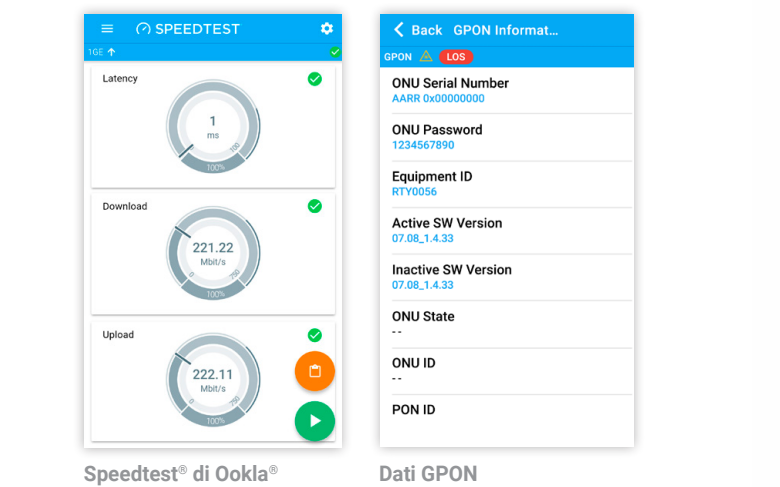 SPEEDTEST
1GE
Latency
1
ms
0
100
100%
Download
221.22
Mbit/s
0
750
100%
Upload
222.11
Mbit/s
0
750
100%
Speedtest® di Ookla®
Back GPON Informat...
GPON LOS
ONU Serial Number
AARR 0x00000000
ONU Password
1234567890
Equipment ID
RTY0056
Active SW Version
07.08_1.4.33
Inactive SW Version
07.08_1.4.33
ONU State
--
ONU ID
--
PON ID
Dati GPON